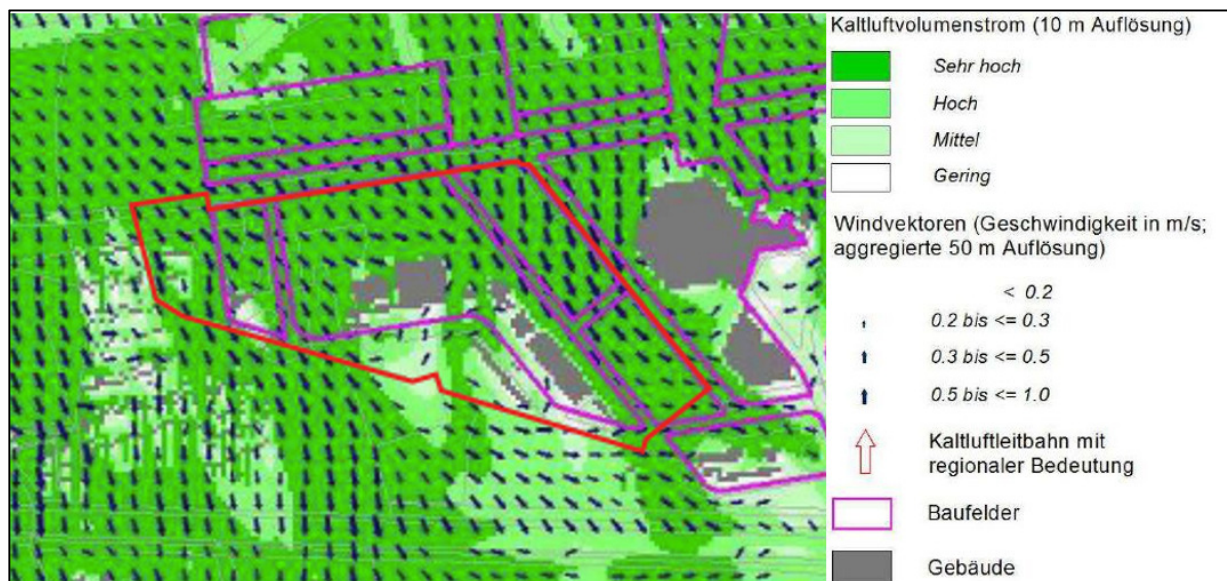 Kaltluftvolumenstrom (10 m Auflösung)
Sehr hoch
Hoch
Mittel
Gering
Windvektoren (Geschwindigkeit in m/s;
aggregierte 50 m Auflösung)
< 0.2
0.2 bis <= 0.3
0.3 bis <= 0.5
0.5 bis <= 1.0
Kaltluftleitbahn mit
regionaler Bedeutung
Baufelder
Gebäude